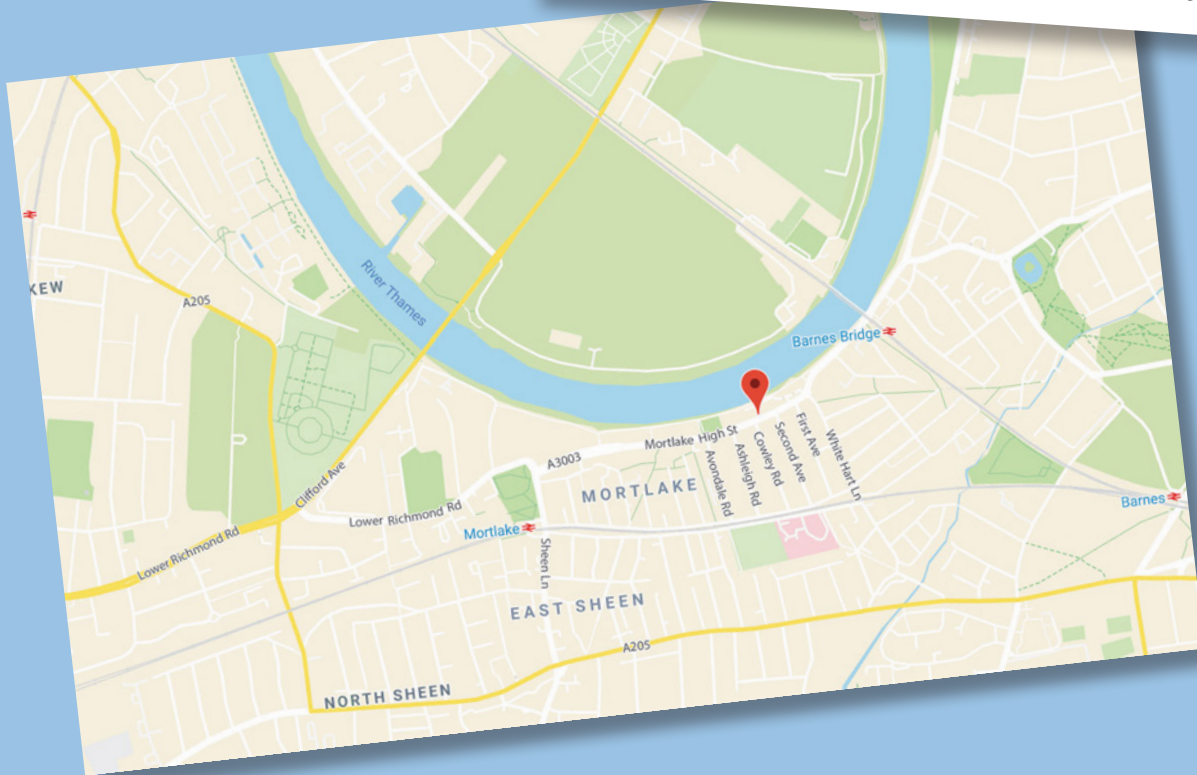 KEW
A205
River Thames
Barnes Bridge
Mortlake High St
First Ave
Second Ave
White Hart Ln
Cowley Rd
Ashleigh Rd
Avondale Rd
A3003
MORTLAKE
Clifford Ave
Lower Richmond Rd
Barnes
Mortlake
Lower Richmond Rd
Sheen Ln
EAST SHEEN
A205
NORTH SHEEN